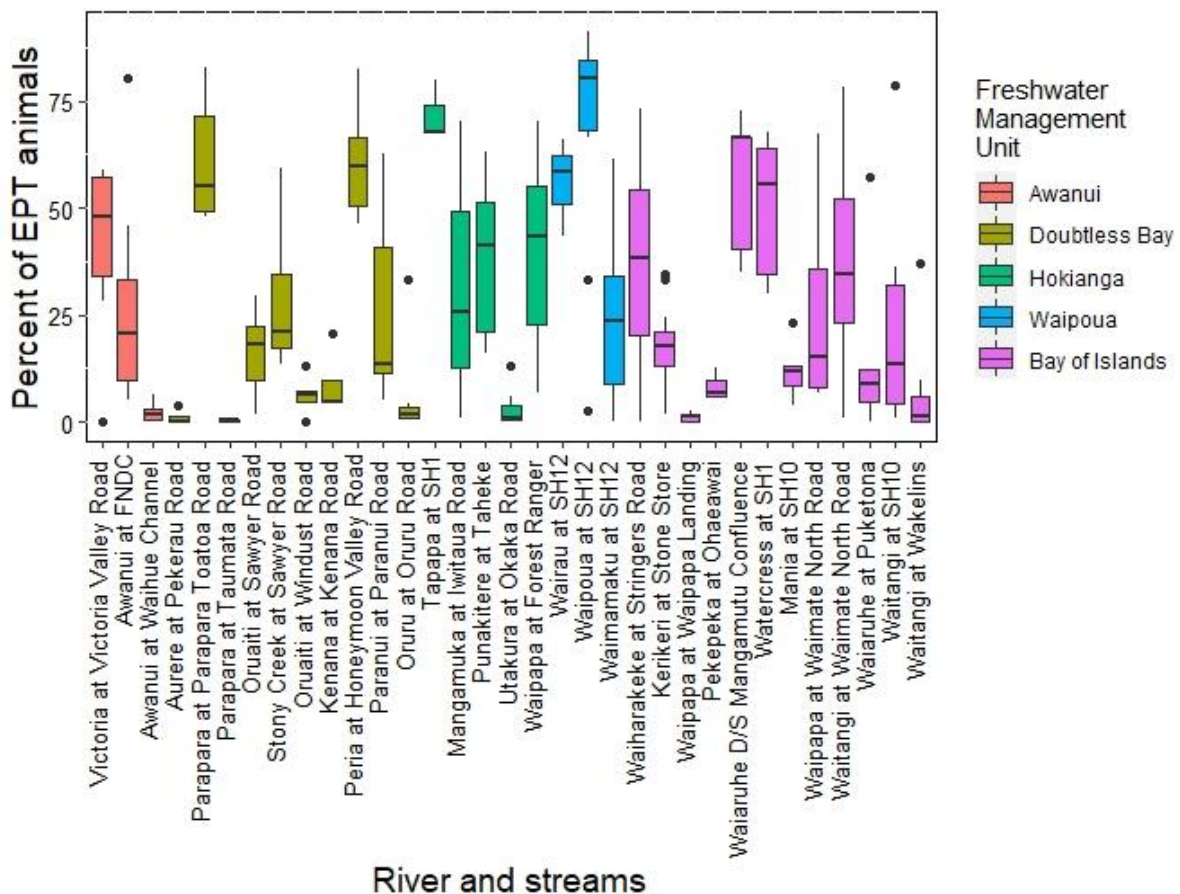 Percent of EPT animals
75
50
25
0
Victoria at Victoria Valley Road
Awanui at FNDC
Awanui at Waihue Channel
Aurere at Pekerau Road
Parapara at Parapara Toatoa Road
Parapara at Taumata Road
Oruaiti at Sawyer Road
Stony Creek at Sawyer Road
Oruaiti at Windust Road
Kenana at Kenana Road
Peria at Honeymoon Valley Road
Paranui at Paranui Road
Oruru at Oruru Road
Tapapa at SH1
Mangamuka at Iwitaua Road
Punakitere at Taheke
Utakura at Okaka Road
Waipapa at Forest Ranger
Wairau at SH12
Waipoua at SH12
Waimamaku at SH12
Waiharakeke at Stringers Road
Kerikeri at Stone Store
Waipapa at Waipapa Landing
Pekepeka at Ohaeawai
Waiaruhe D/S Mangamutu Confluence
Watercress at SH1
Mania at SH10
Waipapa at Waimate North Road
Waitangi at Waimate North Road
Waiaruhe at Puketona
Waitangi at SH10
Waitangi at Wakelins
River and streams
Freshwater
Management
Unit
Awanui
Doubtless Bay
Hokianga
Waipoua
Bay of Islands